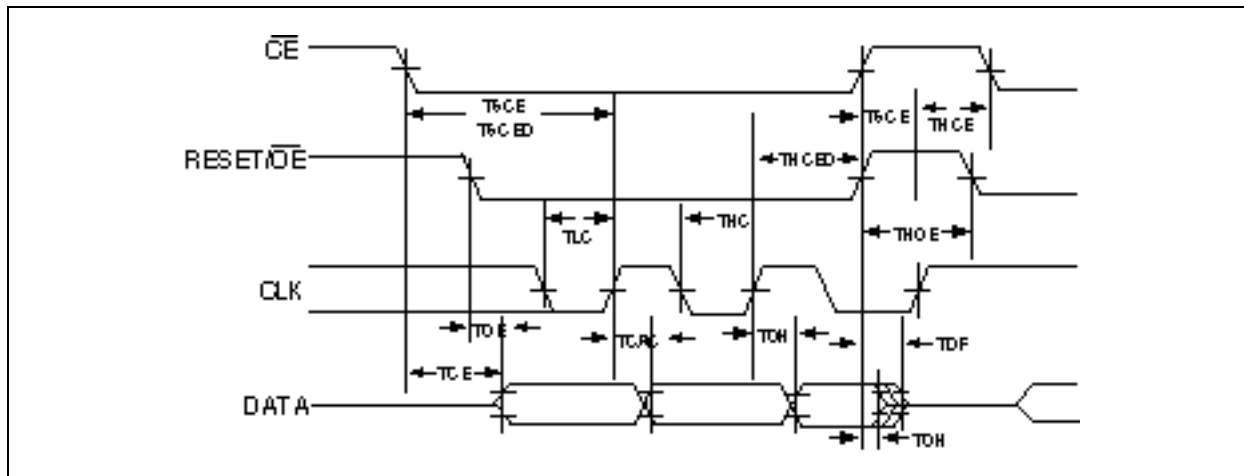 CE
TSCE
TSCED
TSCE
THCE
RESET/OE
THCED
TLC
THC
THOE
CLK
TOE
TCAC
TOH
TDF
TCE
DATA
TOH